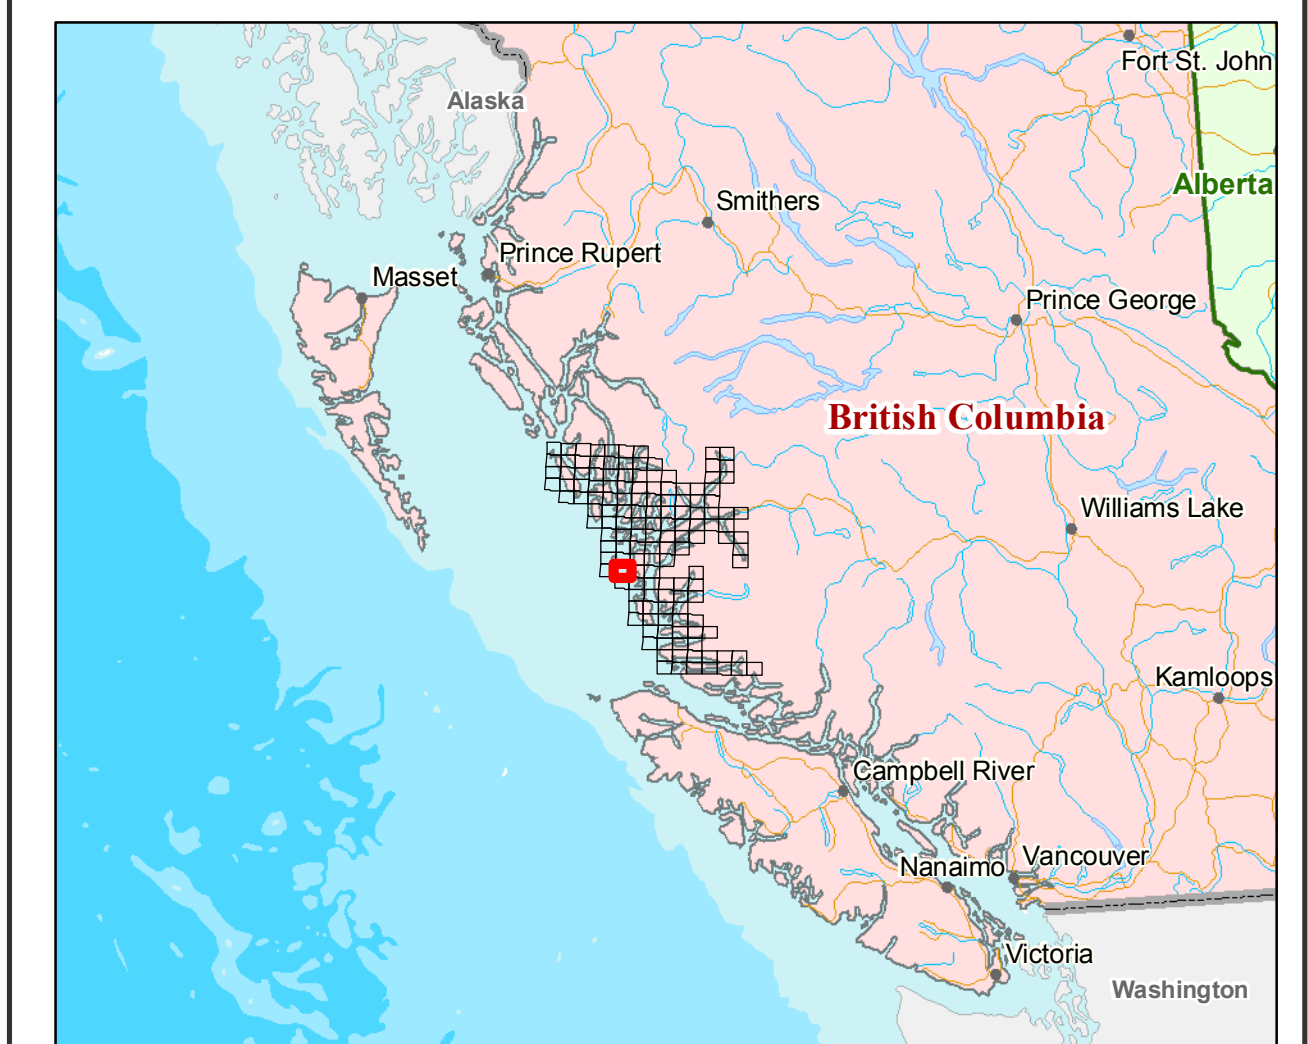 Fort St. John
Alaska
Alberta
Smithers
Prince Rupert
Masset
Prince George
British Columbia
Williams Lake
Kamloops
Campbell River
Vancouver
Nanaimo
Victoria
Washington